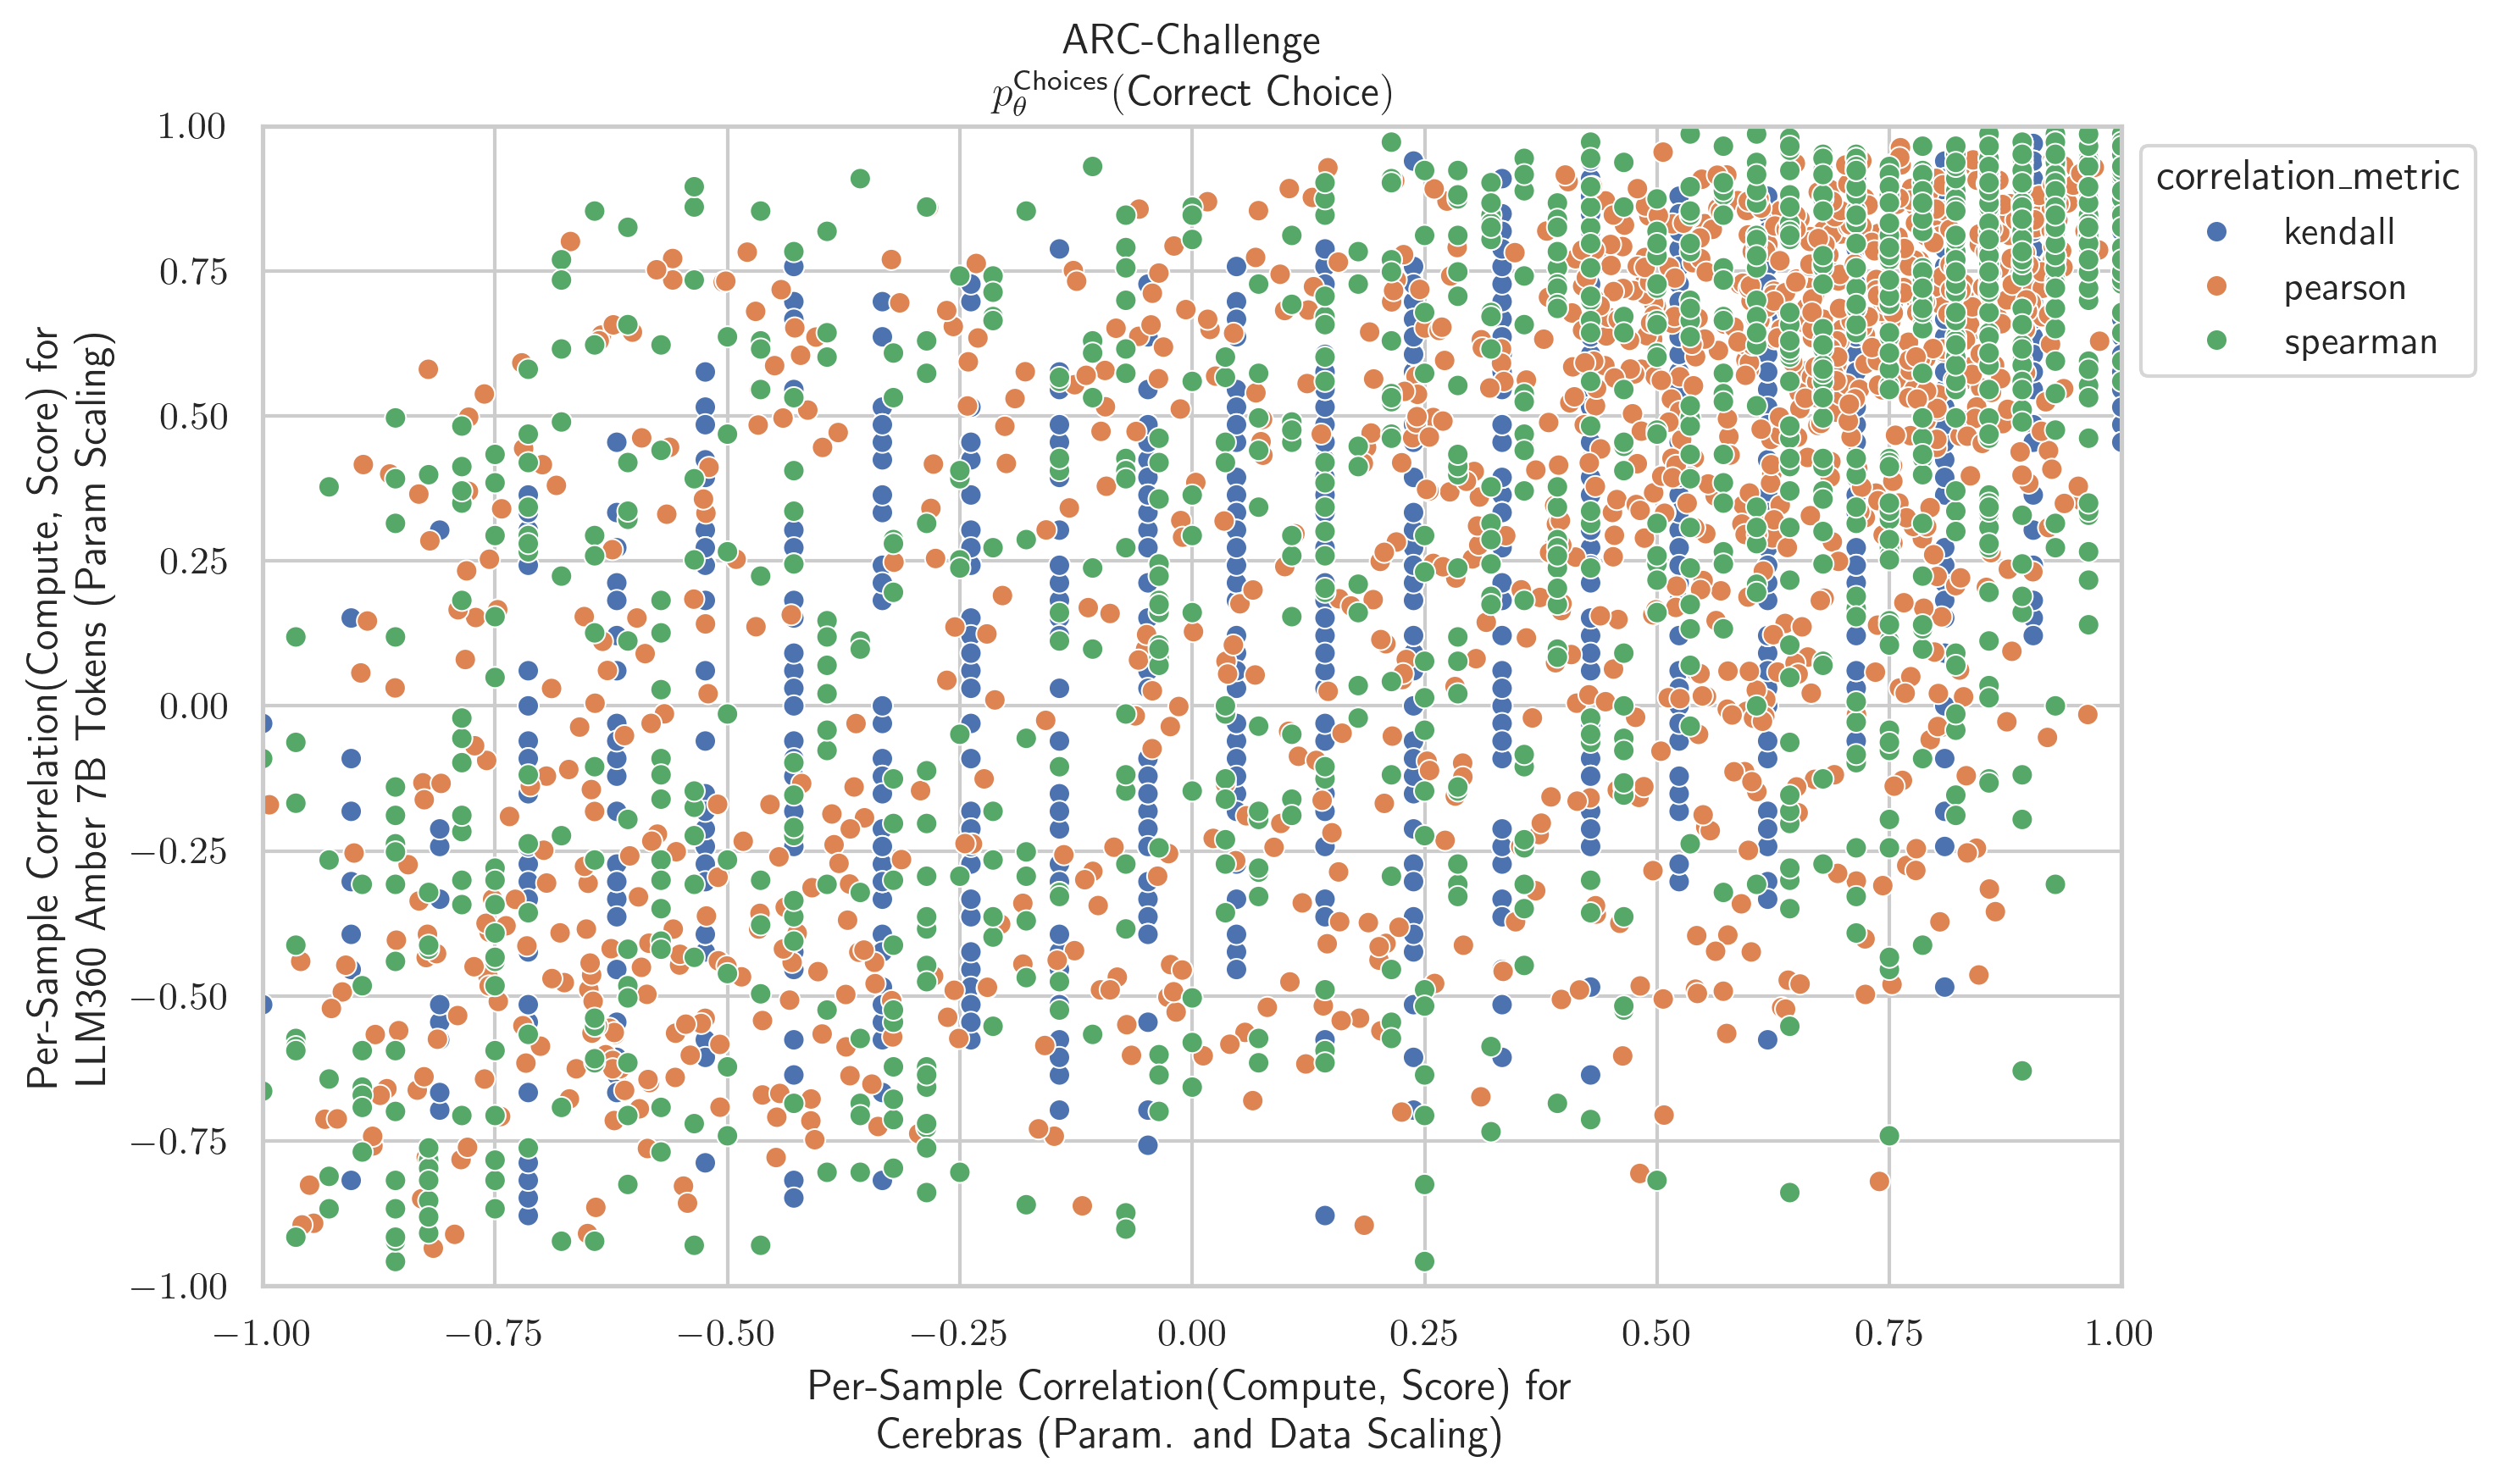 ARC-Challenge
p_θ^Choices(Correct Choice)
Per-Sample Correlation(Compute, Score) for
LLM360 Amber 7B Tokens (Param Scaling)
1.00
0.75
0.50
0.25
0.00
−0.25
−0.50
−0.75
−1.00
−1.00 −0.75 −0.50 −0.25 0.00 0.25 0.50 0.75 1.00
Per-Sample Correlation(Compute, Score) for
Cerebras (Param. and Data Scaling)
correlation_metric
kendall
pearson
spearman